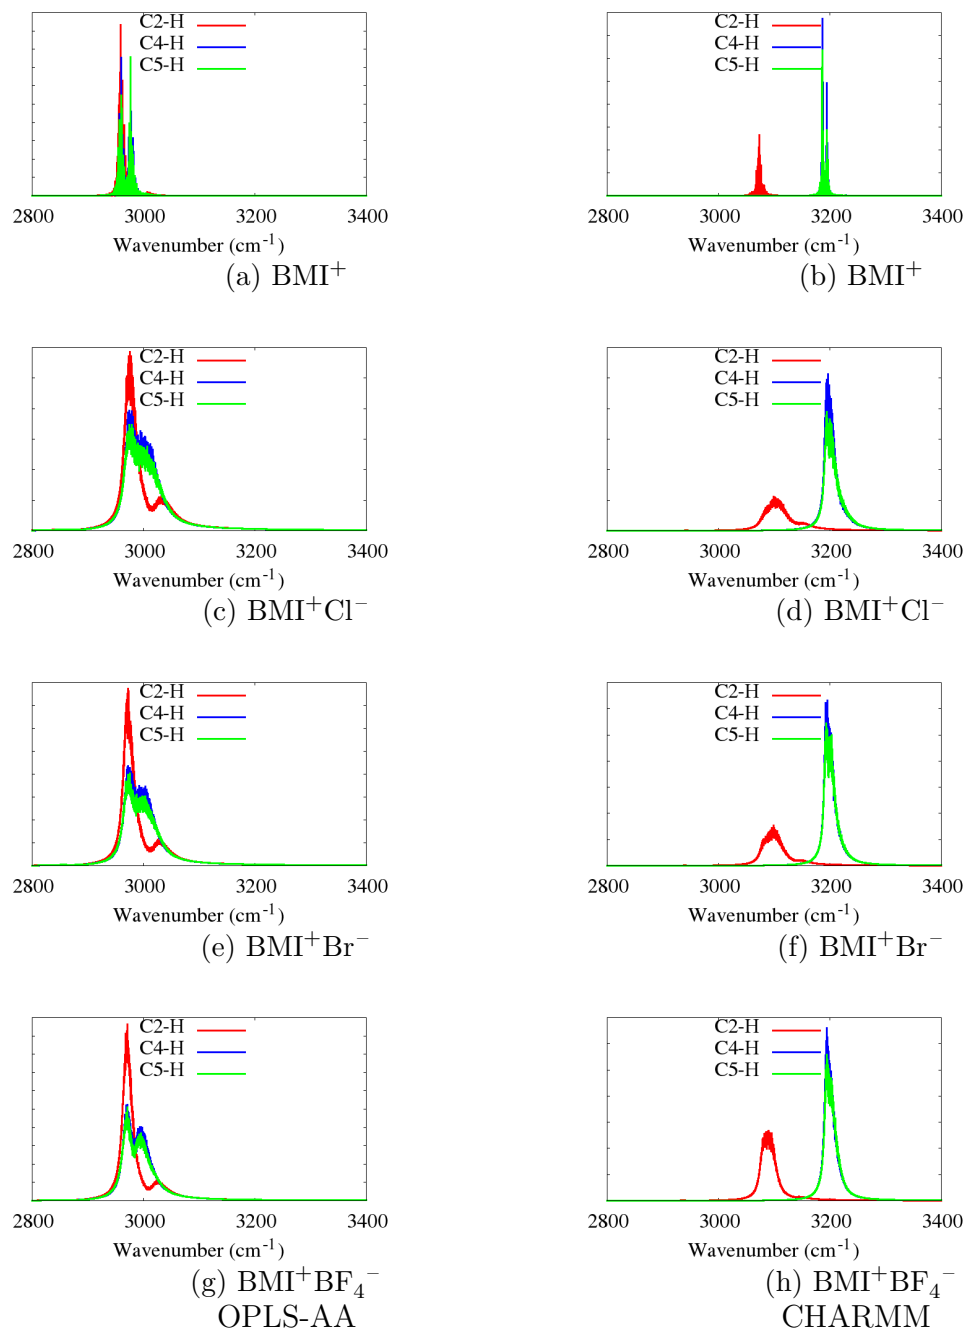 C2-H
C4-H
C5-H
2800 3000 3200 3400
Wavenumber (cm⁻¹)
(a) BMI⁺
C2-H
C4-H
C5-H
2800 3000 3200 3400
Wavenumber (cm⁻¹)
(b) BMI⁺
C2-H
C4-H
C5-H
2800 3000 3200 3400
Wavenumber (cm⁻¹)
(c) BMI⁺Cl⁻
C2-H
C4-H
C5-H
2800 3000 3200 3400
Wavenumber (cm⁻¹)
(d) BMI⁺Cl⁻
C2-H
C4-H
C5-H
2800 3000 3200 3400
Wavenumber (cm⁻¹)
(e) BMI⁺Br⁻
C2-H
C4-H
C5-H
2800 3000 3200 3400
Wavenumber (cm⁻¹)
(f) BMI⁺Br⁻
C2-H
C4-H
C5-H
2800 3000 3200 3400
Wavenumber (cm⁻¹)
(g) BMI⁺BF₄⁻
OPLS-AA
C2-H
C4-H
C5-H
2800 3000 3200 3400
Wavenumber (cm⁻¹)
(h) BMI⁺BF₄⁻
CHARMM